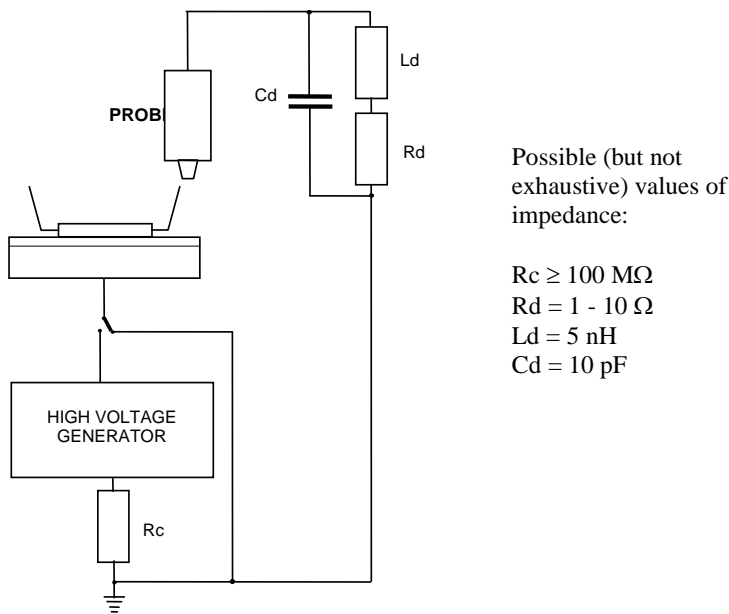 Ld
Cd
PROB
Rd
Possible (but not
exhaustive) values of
impedance:
Rc ≥ 100 MΩ
Rd = 1 - 10 Ω
Ld = 5 nH
Cd = 10 pF
HIGH VOLTAGE
GENERATOR
Rc